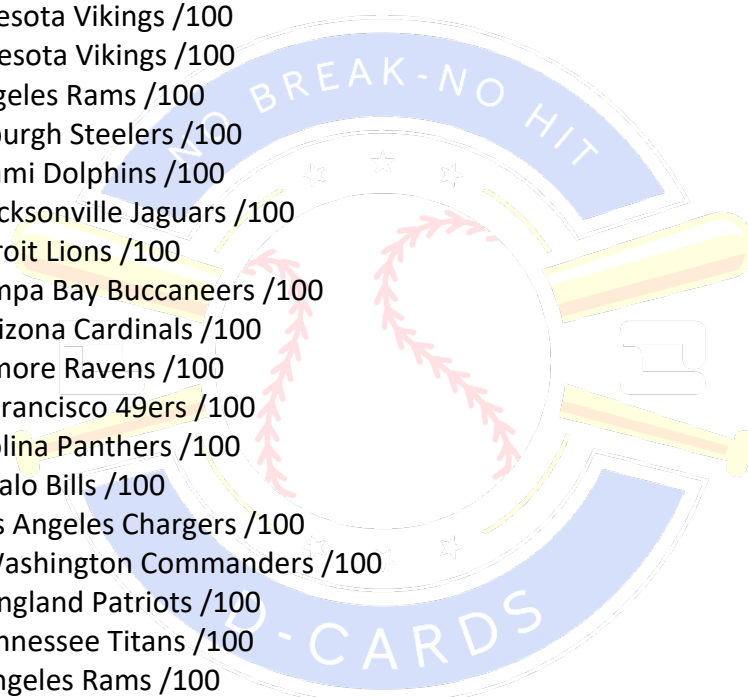 esota Vikings /100
esota Vikings /100
geles Rams /100
burgh Steelers /100
ami Dolphins /100
cksonville Jaguars /100
roit Lions /100
mpa Bay Buccaneers /100
izona Cardinals /100
more Ravens /100
rancisco 49ers /100
olina Panthers /100
alo Bills /100
s Angeles Chargers /100
Washington Commanders /100
ngland Patriots /100
nnessee Titans /100
ngeles Rams /100
NO BREAK-NO HIT
D-CARDS